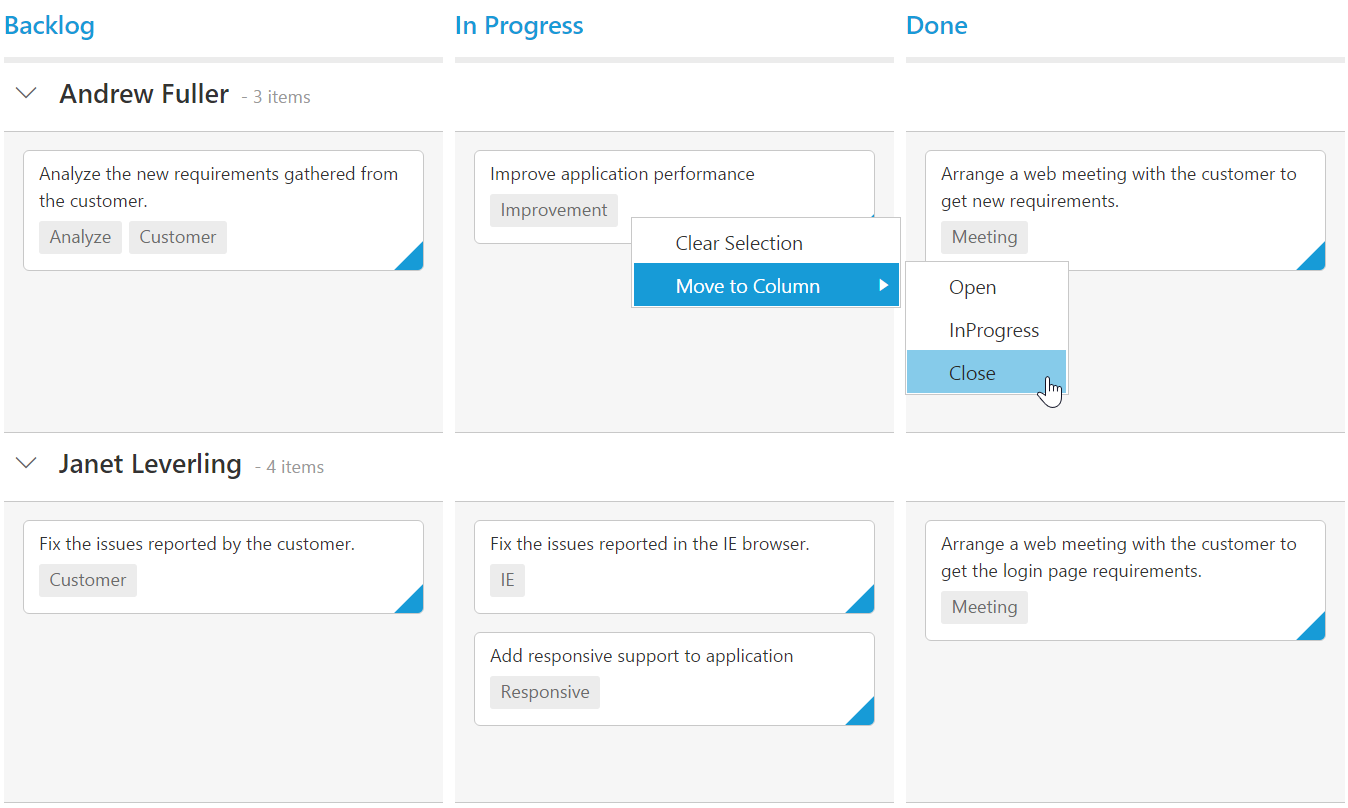 Backlog
In Progress
Done
Andrew Fuller - 3 items
Analyze the new requirements gathered from
the customer.
Analyze Customer
Improve application performance
Improvement
Arrange a web meeting with the customer to
get new requirements.
Meeting
Clear Selection
Move to Column
Open
InProgress
Close
Janet Leverling - 4 items
Fix the issues reported by the customer.
Customer
Fix the issues reported in the IE browser.
IE
Add responsive support to application
Responsive
Arrange a web meeting with the customer to
get the login page requirements.
Meeting